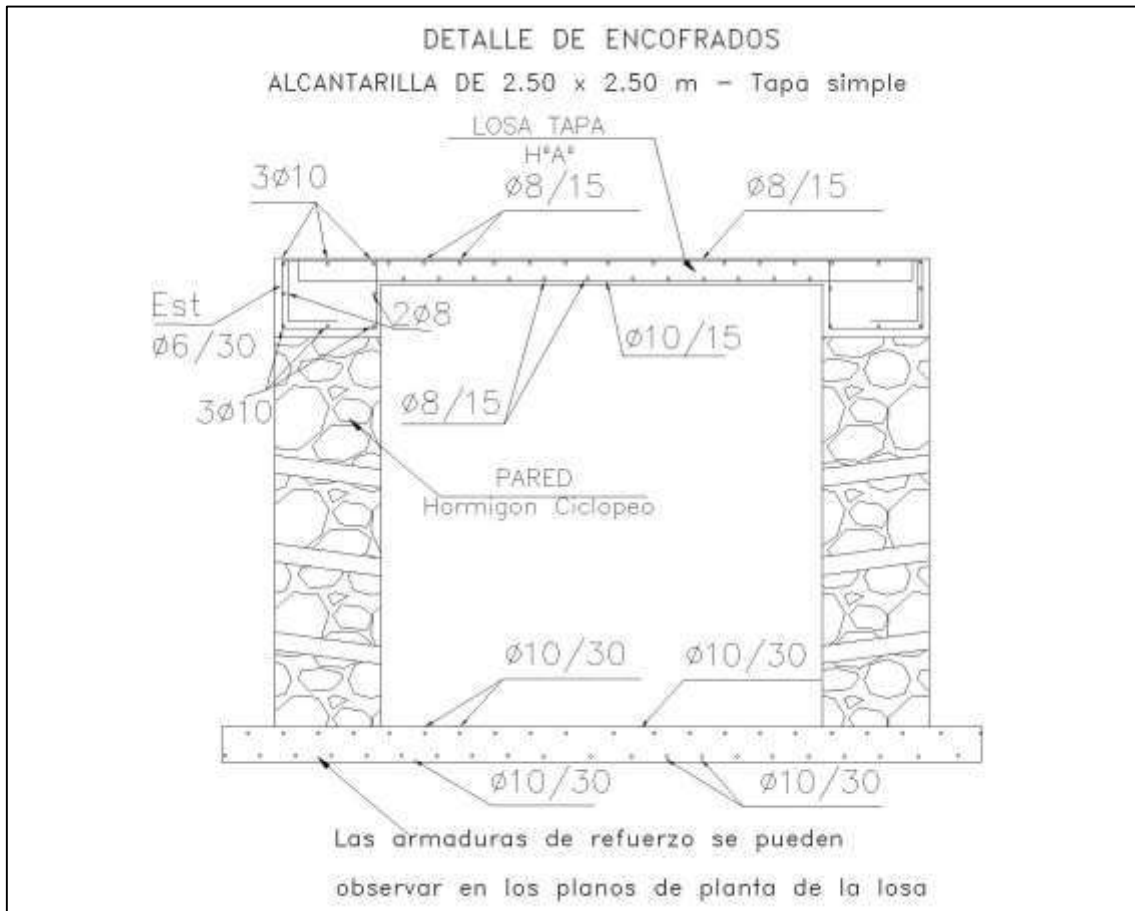 DETALLE DE ENCOFRADOS
ALCANTARILLA DE 2.50 x 2.50 m – Tapa simple
LOSA TAPA
HªAª
3ø10
ø8/15
ø8/15
Est
ø6/30
2ø8
ø10/15
3ø10
ø8/15
PARED
Hormigon Ciclopeo
ø10/30
ø10/30
ø10/30
ø10/30
Las armaduras de refuerzo se pueden
observar en los planos de planta de la losa